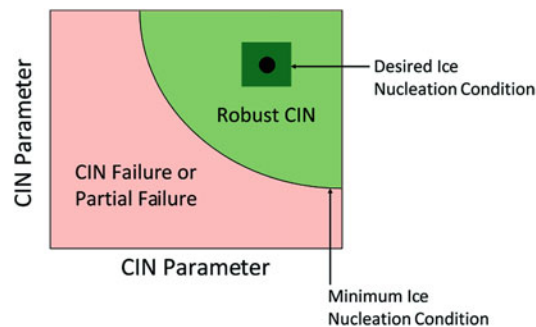 Desired Ice
Nucleation Condition
Robust CIN
CIN Parameter
CIN Failure or
Partial Failure
CIN Parameter
Minimum Ice
Nucleation Condition